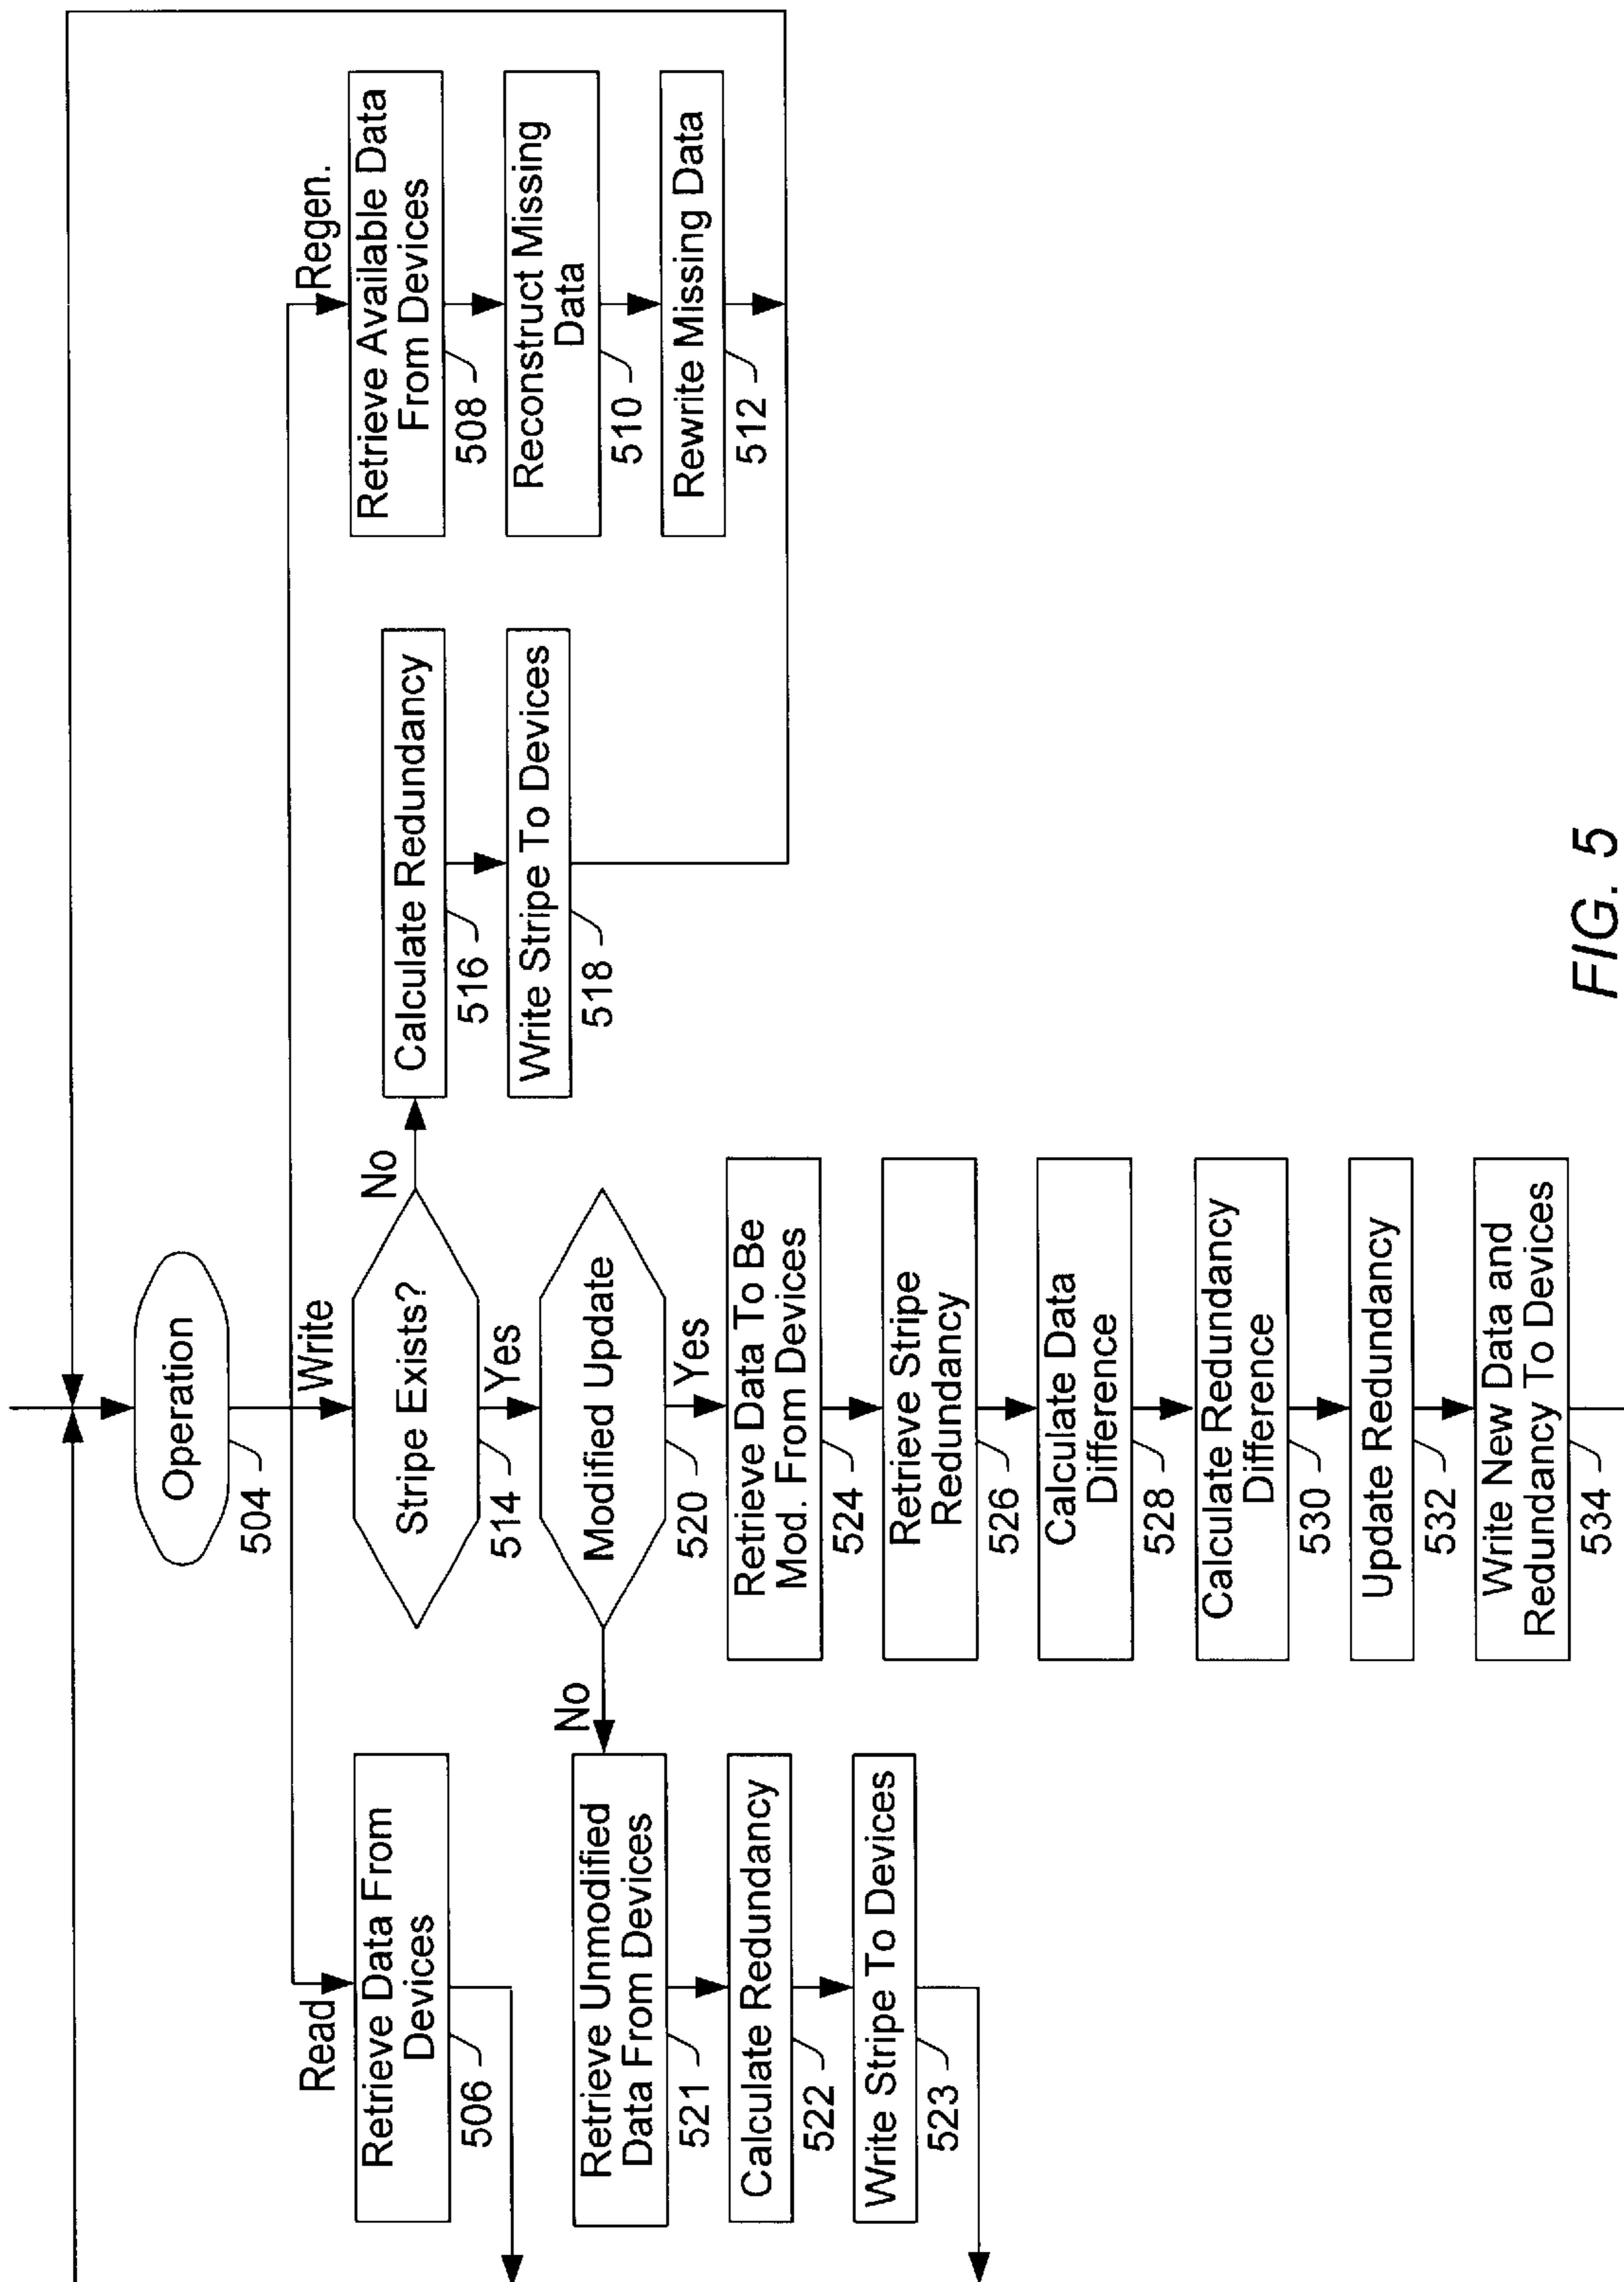 Operation
504
Read
Write
Regen.
Retrieve Data From
Devices
506
Stripe Exists?
514
No
Yes
Calculate Redundancy
516
Write Stripe To Devices
518
Retrieve Available Data
From Devices
508
Reconstruct Missing
Data
510
Rewrite Missing Data
512
Modified Update
520
No
Yes
Retrieve Unmodified
Data From Devices
521
Calculate Redundancy
522
Write Stripe To Devices
523
Retrieve Data To Be
Mod. From Devices
524
Retrieve Stripe
Redundancy
526
Calculate Data
Difference
528
Calculate Redundancy
Difference
530
Update Redundancy
532
Write New Data and
Redundancy To Devices
534
FIG. 5